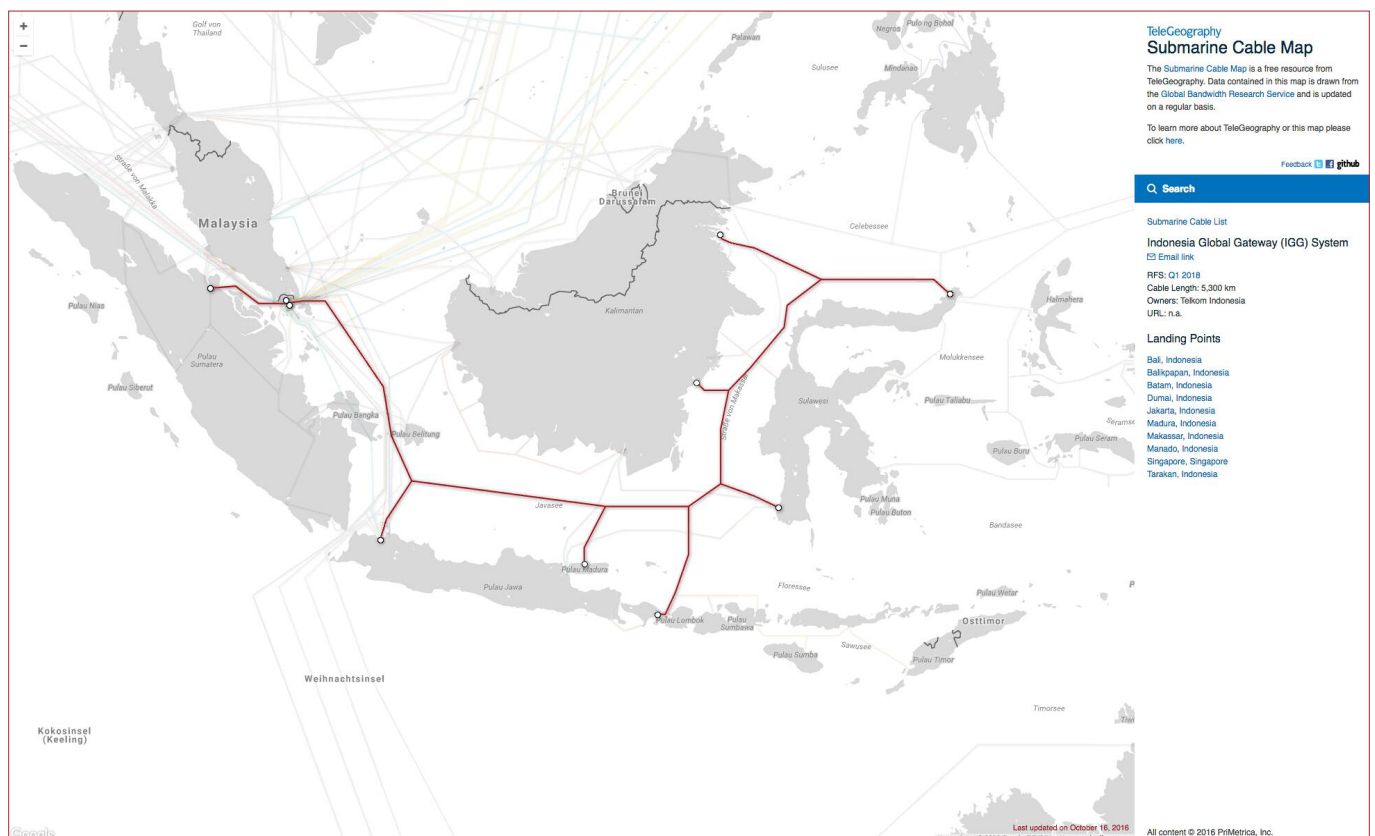 +
−
Golf von
Thailand
Palawan
Negros
Pulo ng Bohol
Sulusee
Mindanao
Straße von Malakka
Malaysia
Brunei
Darussalam
Celebessee
Pulau Nias
Kalimantan
Halmahera
Pulau
Sumatera
Molukkensee
Pulau Siberut
Pulau Bangka
Pulau Belitung
Straße von Makassar
Sulawesi
Pulau Taliabu
Pulau Seram
Pulau Buru
Javasee
Pulau Muna
Pulau Buton
Bandasee
Pulau Madura
Pulau Jawa
Floressee
Pulau Wetar
Pulau Lombok
Pulau
Sumbawa
Osttimor
Sawusee
Pulau Sumba
Pulau Timor
Weihnachtsinsel
Timorsee
Kokosinsel
(Keeling)
Google
Last updated on October 16, 2016
TeleGeography
Submarine Cable Map
The Submarine Cable Map is a free resource from
TeleGeography. Data contained in this map is drawn from
the Global Bandwidth Research Service and is updated
on a regular basis.
To learn more about TeleGeography or this map please
click here.
Feedback t f github
Search
Submarine Cable List
Indonesia Global Gateway (IGG) System
Email link
RFS: Q1 2018
Cable Length: 5,300 km
Owners: Telkom Indonesia
URL: n.a.
Landing Points
Bali, Indonesia
Balikpapan, Indonesia
Batam, Indonesia
Dumai, Indonesia
Jakarta, Indonesia
Madura, Indonesia
Makassar, Indonesia
Manado, Indonesia
Singapore, Singapore
Tarakan, Indonesia
All content © 2016 PriMetrica, Inc.